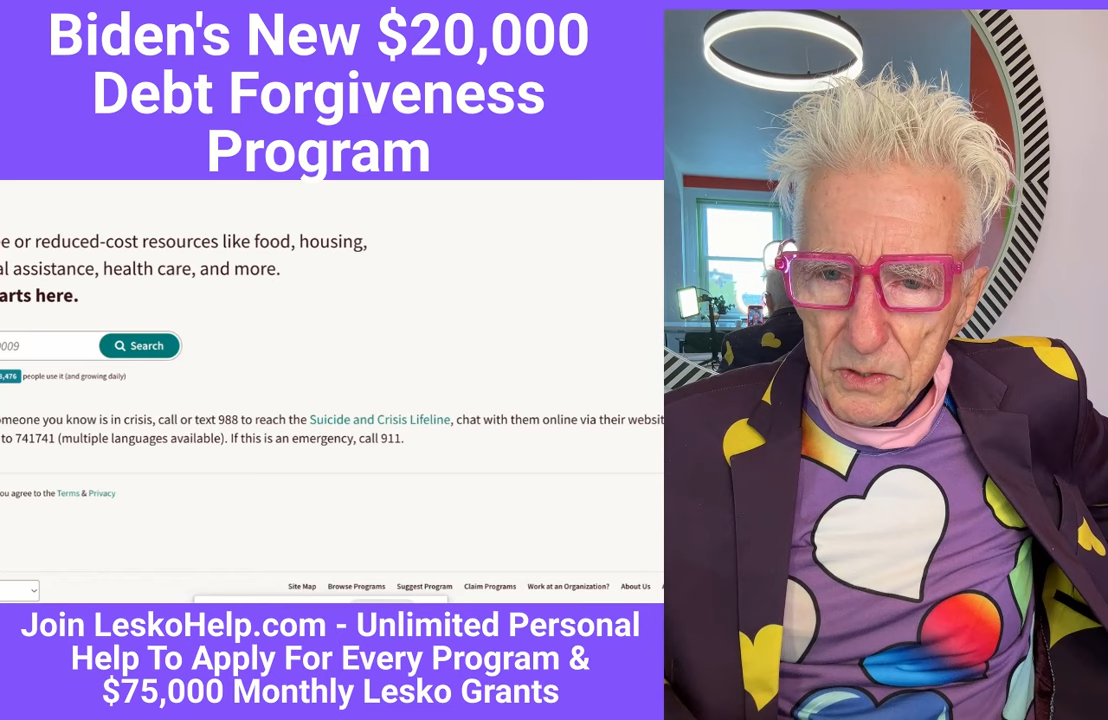 Biden's New $20,000
Debt Forgiveness
Program
e or reduced-cost resources like food, housing,
al assistance, health care, and more.
arts here.
0009
Search
,476 people use it (and growing daily)
omeone you know is in crisis, call or text 988 to reach the Suicide and Crisis Lifeline, chat with them online via their websit
to 741741 (multiple languages available). If this is an emergency, call 911.
ou agree to the Terms & Privacy
Site Map Browse Programs Suggest Program Claim Programs Work at an Organization? About Us
Join LeskoHelp.com - Unlimited Personal
Help To Apply For Every Program &
$75,000 Monthly Lesko Grants